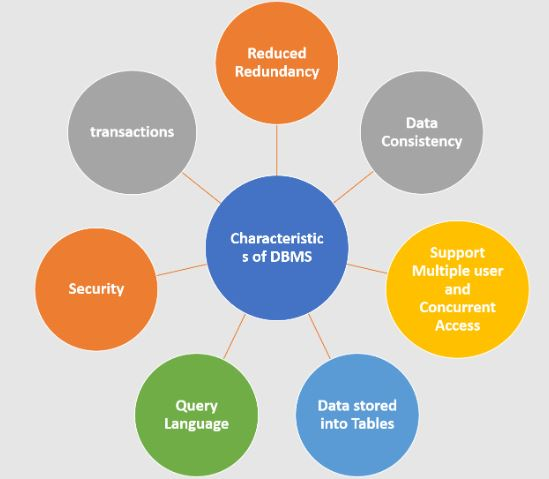 Reduced
Redundancy
transactions
Data
Consistency
Characteristic
s of DBMS
Support
Multiple user
and
Concurrent
Access
Security
Query
Language
Data stored
into Tables